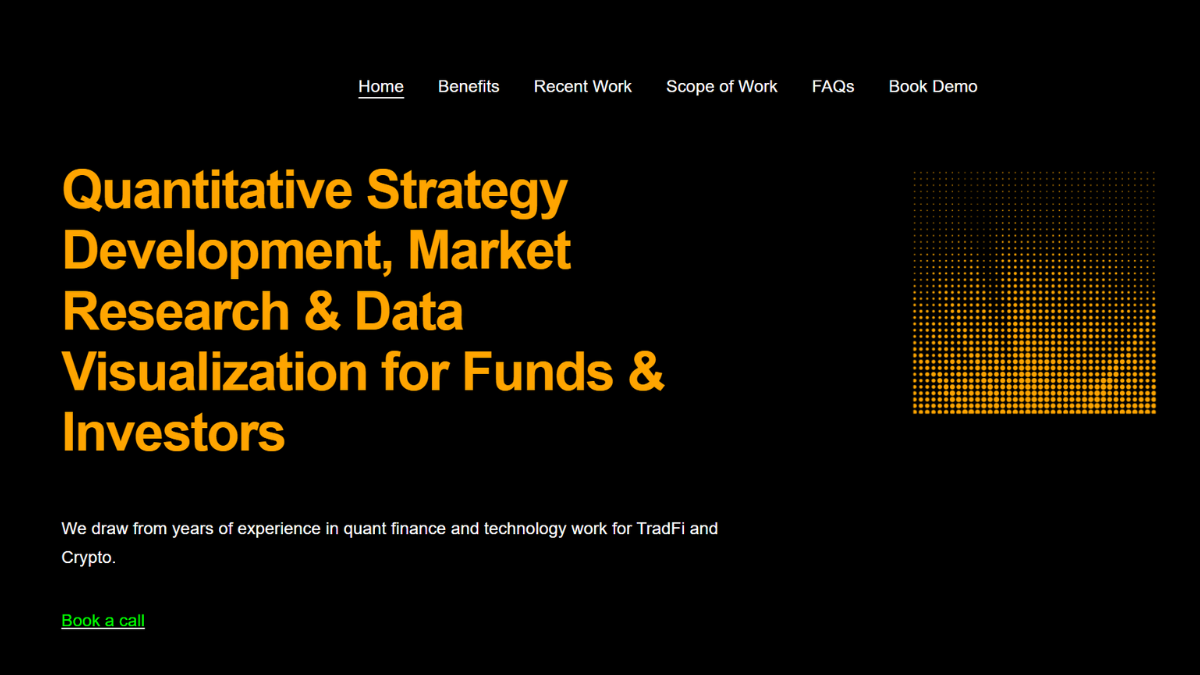 Home Benefits Recent Work Scope of Work FAQs Book Demo
Quantitative Strategy
Development, Market
Research & Data
Visualization for Funds &
Investors
We draw from years of experience in quant finance and technology work for TradFi and
Crypto.
Book a call